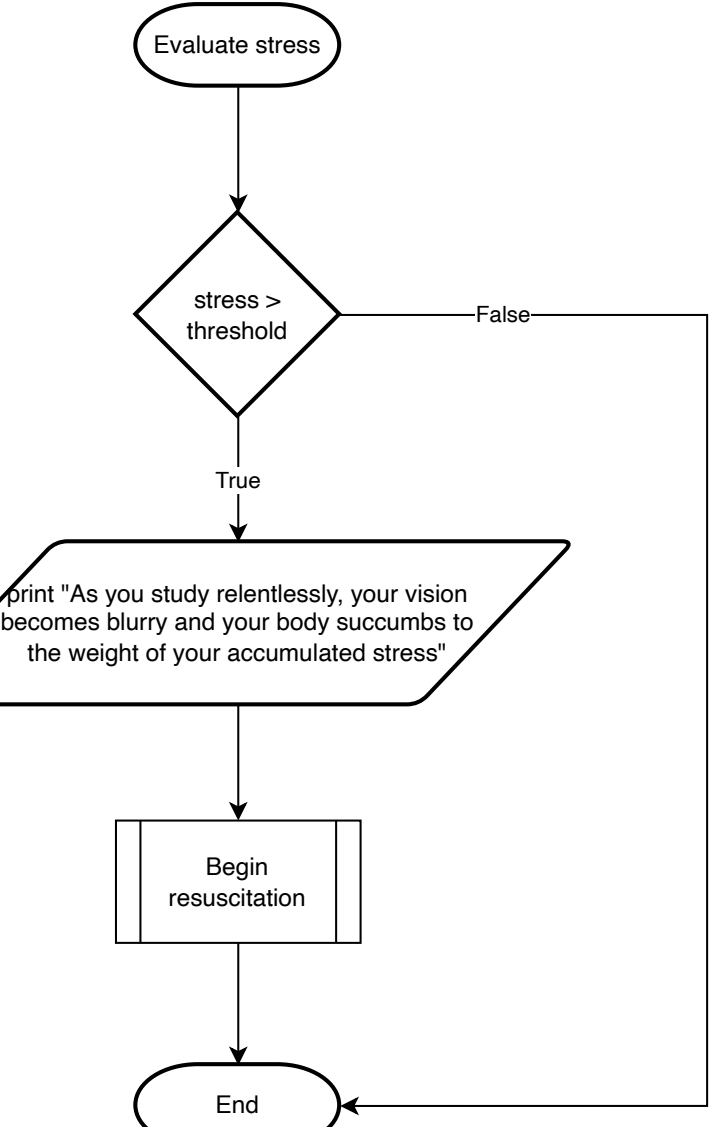 Evaluate stress
stress >
threshold
False
True
print "As you study relentlessly, your vision
becomes blurry and your body succumbs to
the weight of your accumulated stress"
Begin
resuscitation
End